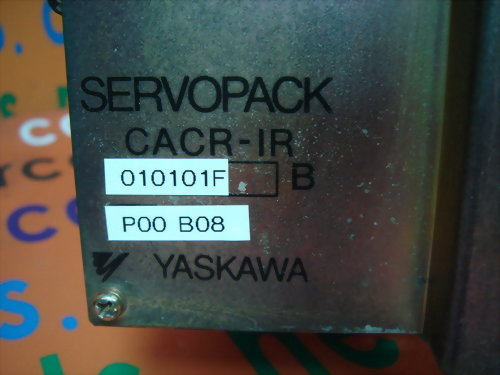 SERVOPACK
CACR-IR
010101F B
P00 B08
YASKAWA